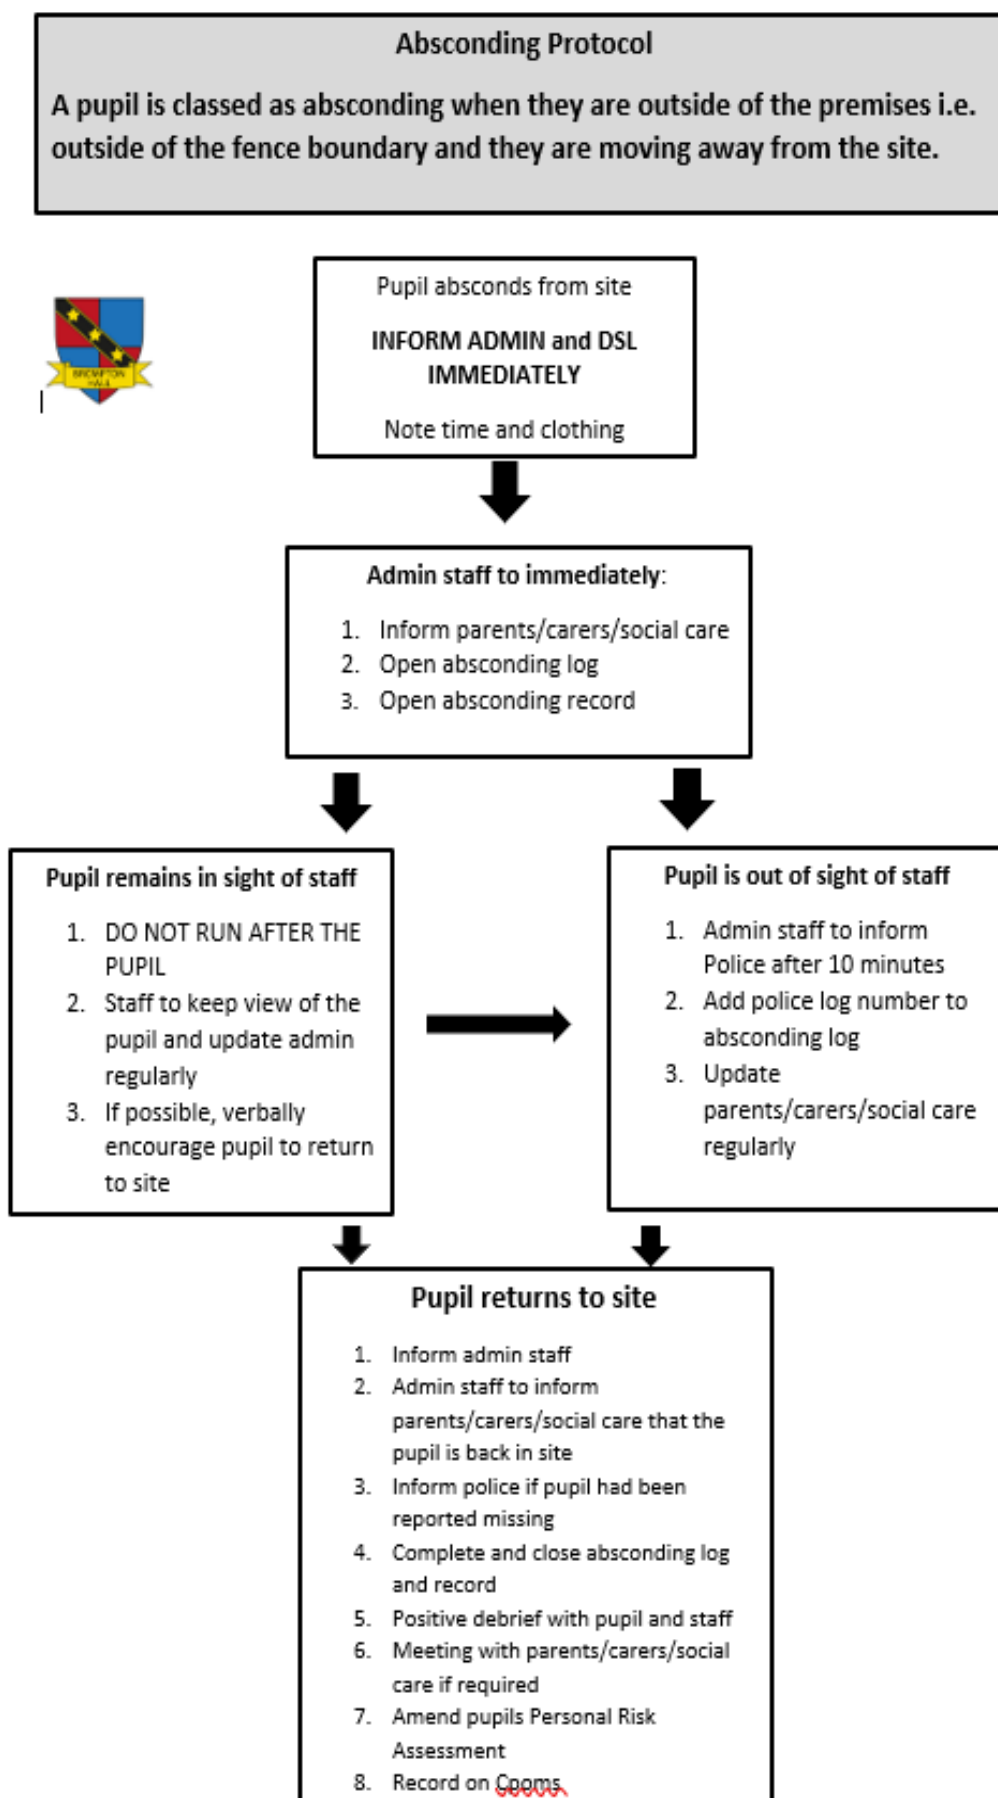 Absconding Protocol
A pupil is classed as absconding when they are outside of the premises i.e.
outside of the fence boundary and they are moving away from the site.
Pupil absconds from site
INFORM ADMIN and DSL
IMMEDIATELY
Note time and clothing
BROMPTON
HALL
Admin staff to immediately:
1. Inform parents/carers/social care
2. Open absconding log
3. Open absconding record
Pupil remains in sight of staff
1. DO NOT RUN AFTER THE
PUPIL
2. Staff to keep view of the
pupil and update admin
regularly
3. If possible, verbally
encourage pupil to return
to site
Pupil is out of sight of staff
1. Admin staff to inform
Police after 10 minutes
2. Add police log number to
absconding log
3. Update
parents/carers/social care
regularly
Pupil returns to site
1. Inform admin staff
2. Admin staff to inform
parents/carers/social care that the
pupil is back in site
3. Inform police if pupil had been
reported missing
4. Complete and close absconding log
and record
5. Positive debrief with pupil and staff
6. Meeting with parents/carers/social
care if required
7. Amend pupils Personal Risk
Assessment
8. Record on Cpoms